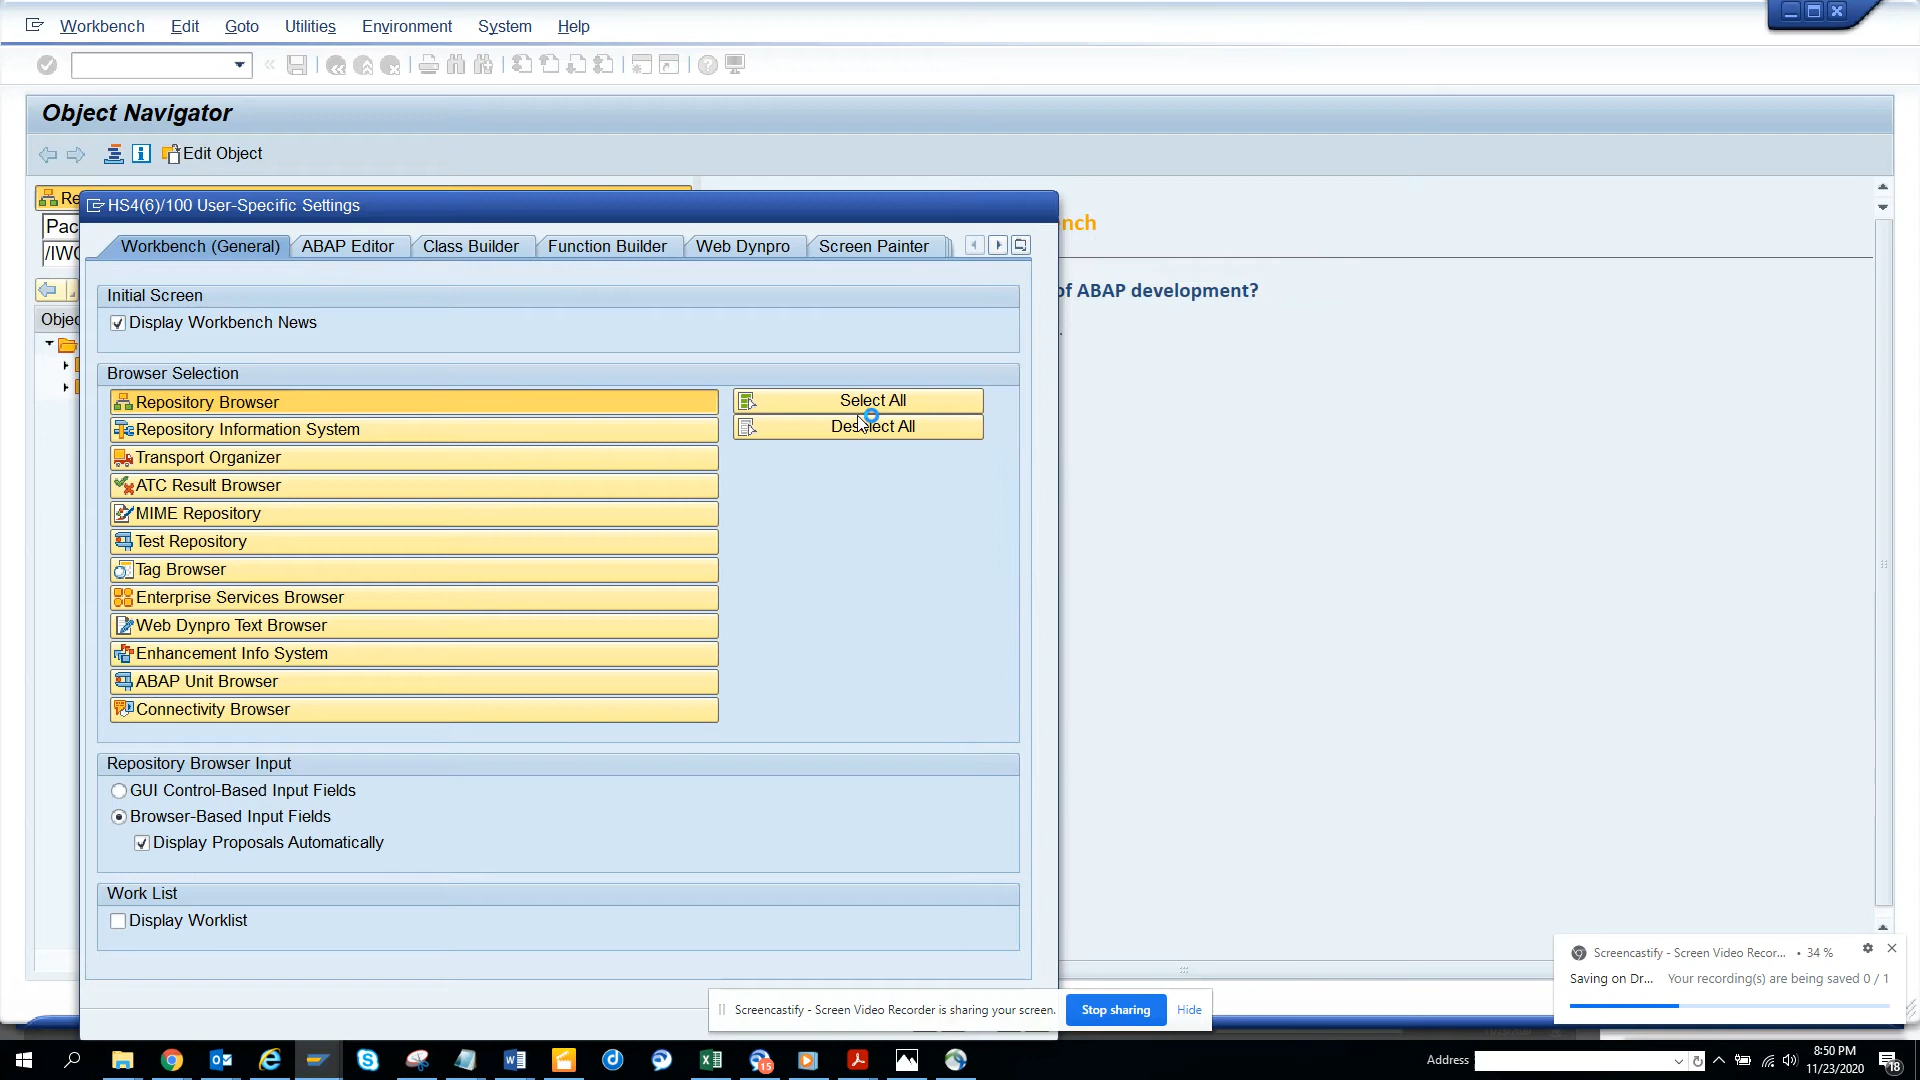 Workbench Edit Goto Utilities Environment System Help
Object Navigator
Edit Object
Re
HS4(6)/100 User-Specific Settings
Pac
nch
Workbench (General) ABAP Editor Class Builder Function Builder Web Dynpro Screen Painter
/IWC
Initial Screen
of ABAP development?
Objec
Display Workbench News
Browser Selection
Repository Browser
Select All
Repository Information System
Deselect All
Transport Organizer
ATC Result Browser
MIME Repository
Test Repository
Tag Browser
Enterprise Services Browser
Web Dynpro Text Browser
Enhancement Info System
ABAP Unit Browser
Connectivity Browser
Repository Browser Input
GUI Control-Based Input Fields
Browser-Based Input Fields
Display Proposals Automatically
Work List
Display Worklist
Screencastify - Screen Video Recor... • 34 %
Saving on Dr... Your recording(s) are being saved 0 / 1
Screencastify - Screen Video Recorder is sharing your screen. Stop sharing Hide
Address
8:50 PM
11/23/2020
15
18